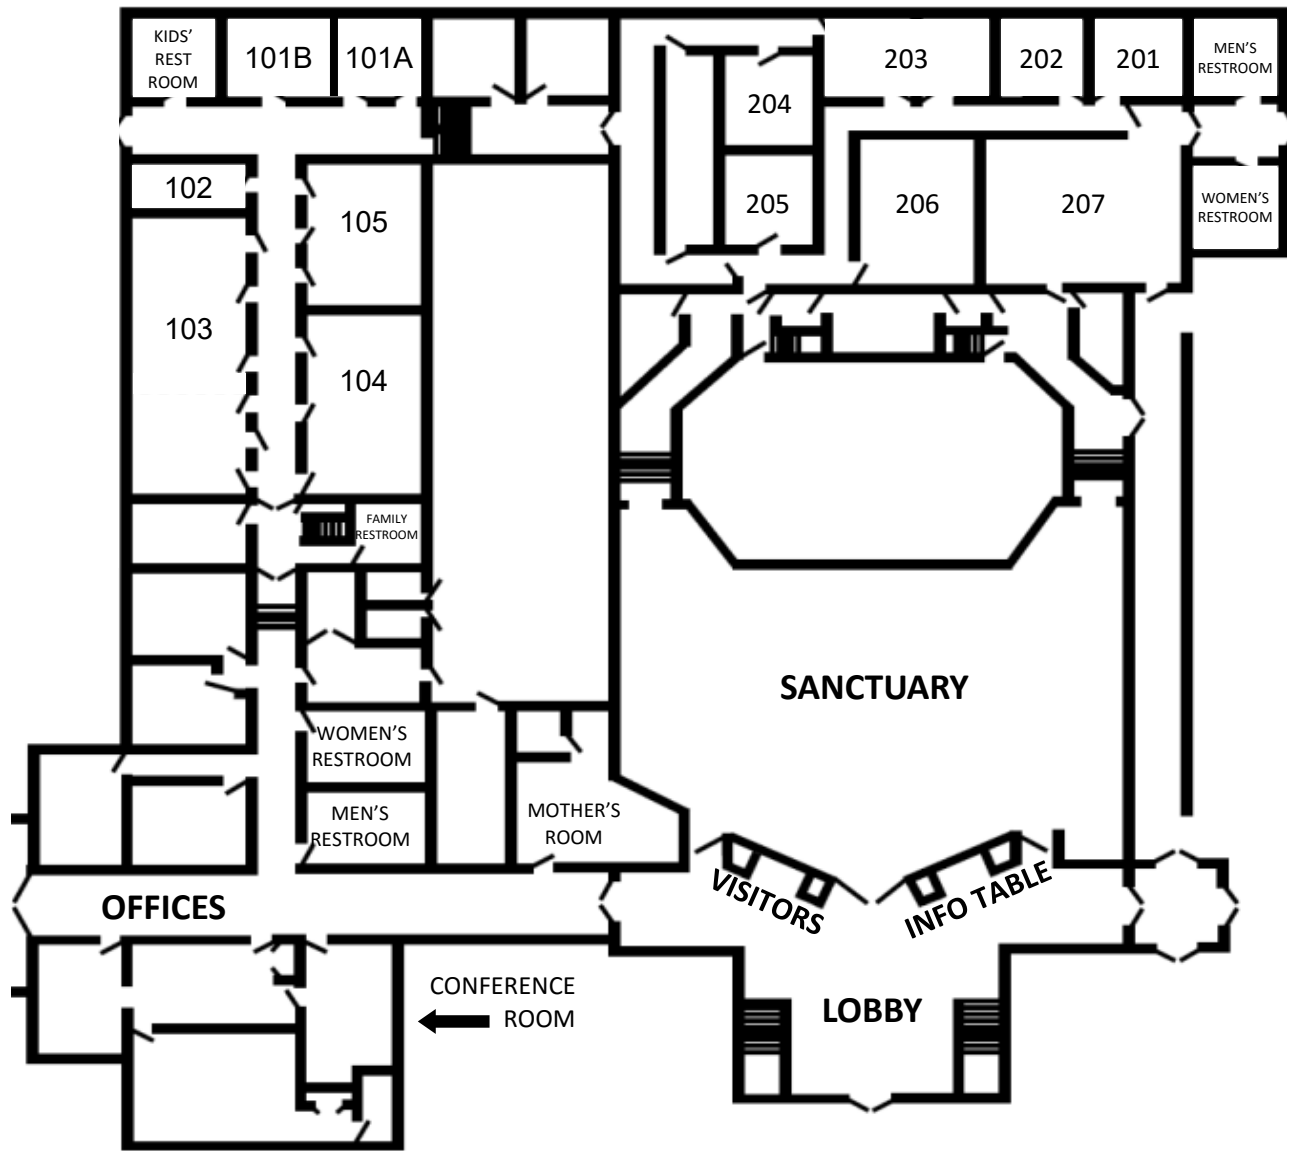 KIDS'
REST
ROOM
101B
101A
203
202
201
MEN'S
RESTROOM
204
102
105
205
206
207
WOMEN'S
RESTROOM
103
104
FAMILY
RESTROOM
SANCTUARY
WOMEN'S
RESTROOM
MEN'S
RESTROOM
MOTHER'S
ROOM
VISITORS
INFO TABLE
OFFICES
CONFERENCE
ROOM
LOBBY